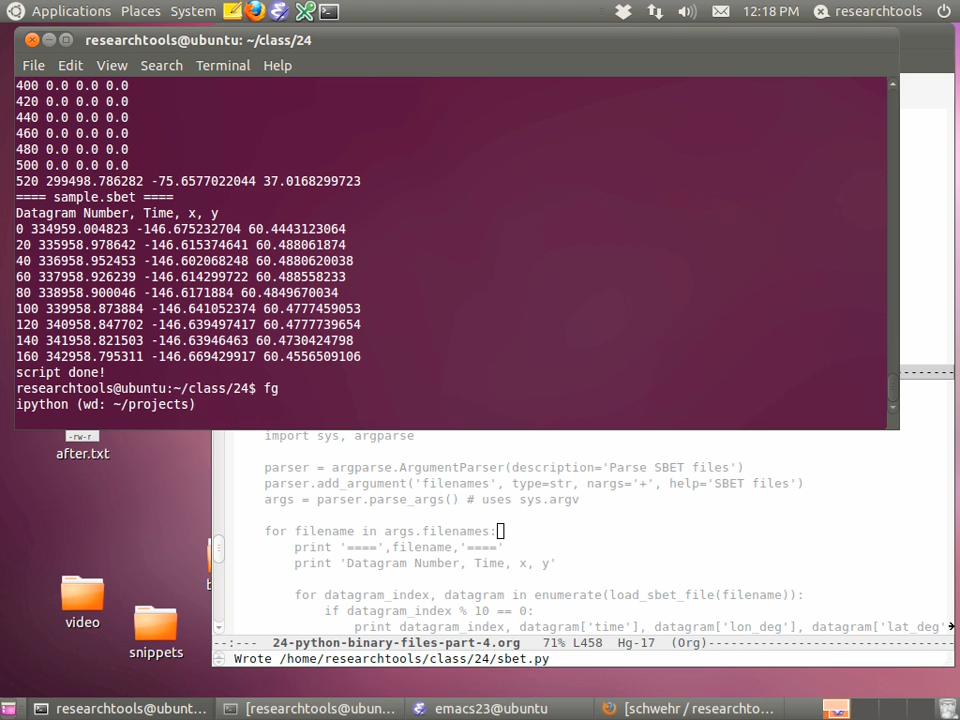 Applications Places System 12:18 PM researchtools
researchtools@ubuntu: ~/class/24
File Edit View Search Terminal Help
400 0.0 0.0 0.0
420 0.0 0.0 0.0
440 0.0 0.0 0.0
460 0.0 0.0 0.0
480 0.0 0.0 0.0
500 0.0 0.0 0.0
520 299498.786282 -75.6577022044 37.0168299723
==== sample.sbet ====
Datagram Number, Time, x, y
0 334959.004823 -146.675232704 60.4443123064
20 335958.978642 -146.615374641 60.488061874
40 336958.952453 -146.602068248 60.4880620038
60 337958.926239 -146.614299722 60.488558233
80 338958.900046 -146.6171884 60.4849670034
100 339958.873884 -146.641052374 60.4777459053
120 340958.847702 -146.639497417 60.4777739654
140 341958.821503 -146.63946463 60.4730424798
160 342958.795311 -146.669429917 60.4556509106
script done!
researchtools@ubuntu:~/class/24$ fg
ipython (wd: ~/projects)
-rw-r
after.txt
video
snippets
b
import sys, argparse
parser = argparse.ArgumentParser(description='Parse SBET files')
parser.add_argument('filenames', type=str, nargs='+', help='SBET files')
args = parser.parse_args() # uses sys.argv
for filename in args.filenames:
print '====',filename,'===='
print 'Datagram Number, Time, x, y'
for datagram_index, datagram in enumerate(load_sbet_file(filename)):
if datagram_index % 10 == 0:
print datagram_index, datagram['time'], datagram['lon_deg'], datagram['lat_deg'
--:--- 24-python-binary-files-part-4.org 71% L458 Hg-17 (Org)--------------------
Wrote /home/researchtools/class/24/sbet.py
researchtools@ubunt... [researchtools@ubun... emacs23@ubuntu [schwehr / researchto...